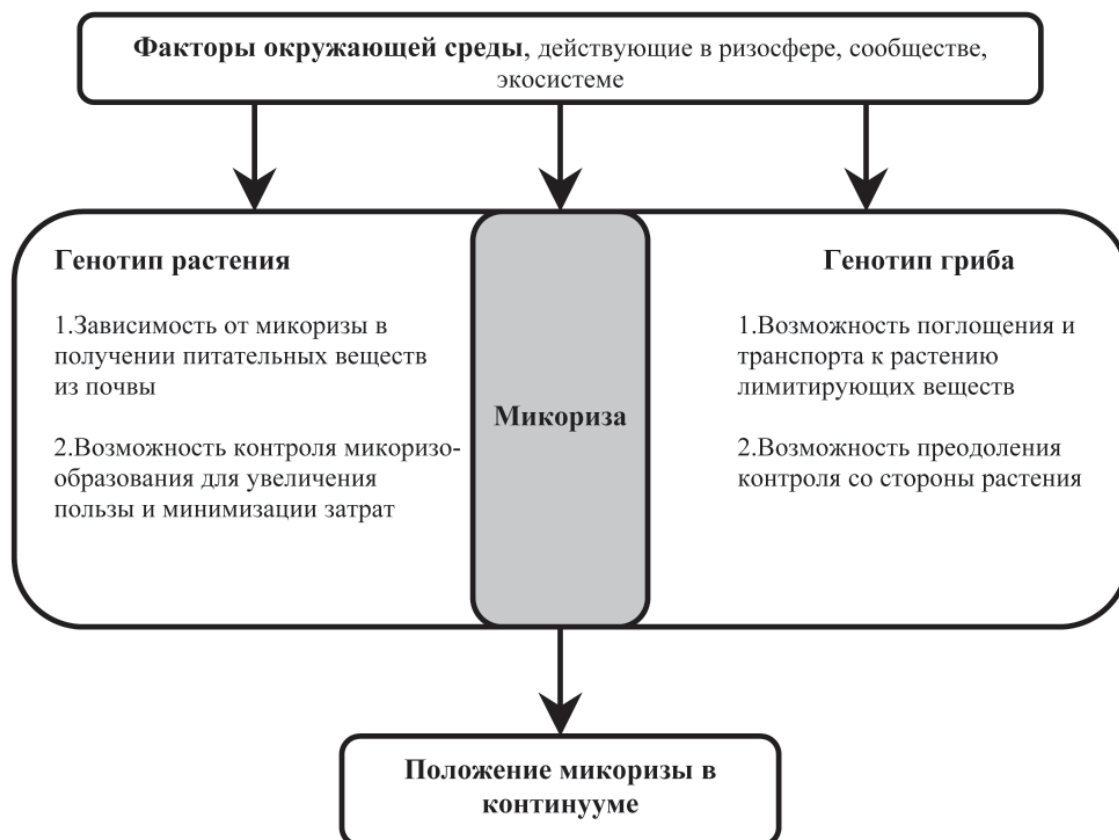 Факторы окружающей среды, действующие в ризосфере, сообществе,
экосистеме
Генотип растения
1.Зависимость от микоризы в
получении питательных веществ
из почвы
2.Возможность контроля микоризо-
образования для увеличения
пользы и минимизации затрат
Микориза
Генотип гриба
1.Возможность поглощения и
транспорта к растению
лимитирующих веществ
2.Возможность преодоления
контроля со стороны растения
Положение микоризы в
континууме